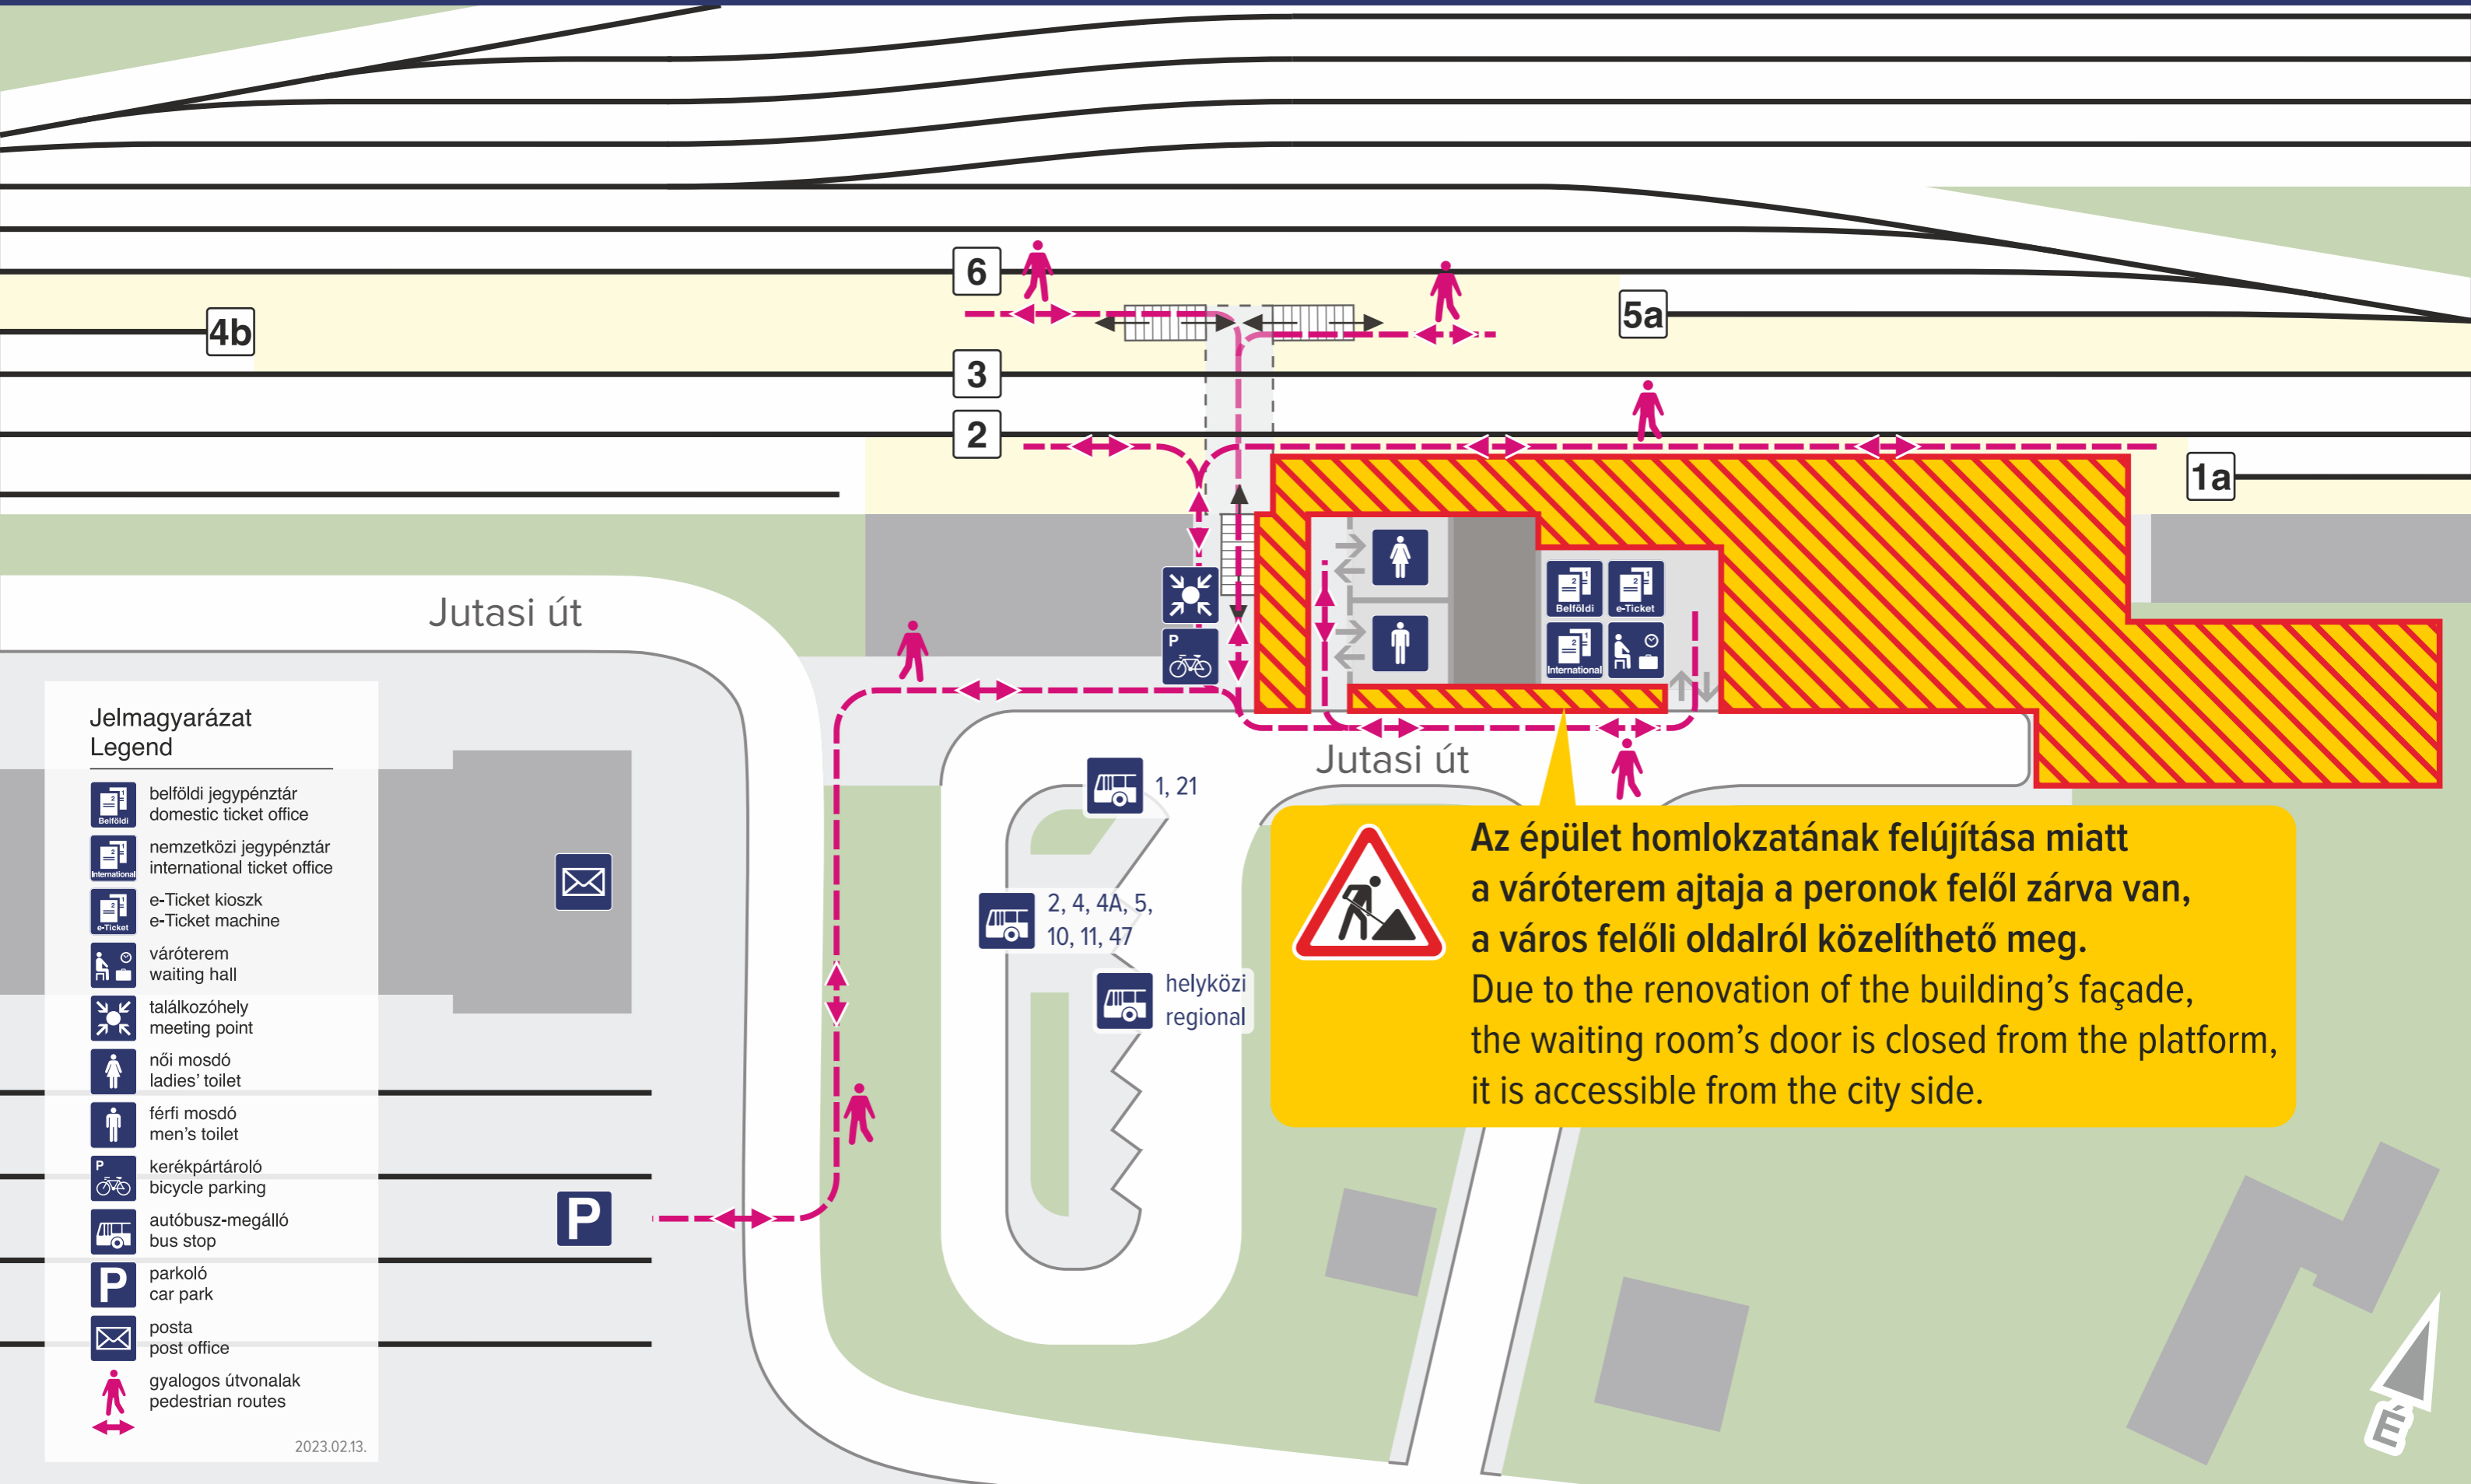 6
4b
5a
3
2
1a
Jutasi út
P
Belföldi
e-Ticket
International
Jutasi út
1, 21
2, 4, 4A, 5,
10, 11, 47
helyközi
regional
P
Az épület homlokzatának felújítása miatt
a váróterem ajtaja a peronok felől zárva van,
a város felőli oldalról közelíthető meg.
Due to the renovation of the building’s façade,
the waiting room’s door is closed from the platform,
it is accessible from the city side.
Jelmagyarázat
Legend
Belföldi
belföldi jegypénztár
domestic ticket office
International
nemzetközi jegypénztár
international ticket office
e-Ticket
e-Ticket kioszk
e-Ticket machine
váróterem
waiting hall
találkozóhely
meeting point
női mosdó
ladies’ toilet
férfi mosdó
men’s toilet
P
kerékpártároló
bicycle parking
autóbusz-megálló
bus stop
P
parkoló
car park
posta
post office
gyalogos útvonalak
pedestrian routes
2023.02.13.
É